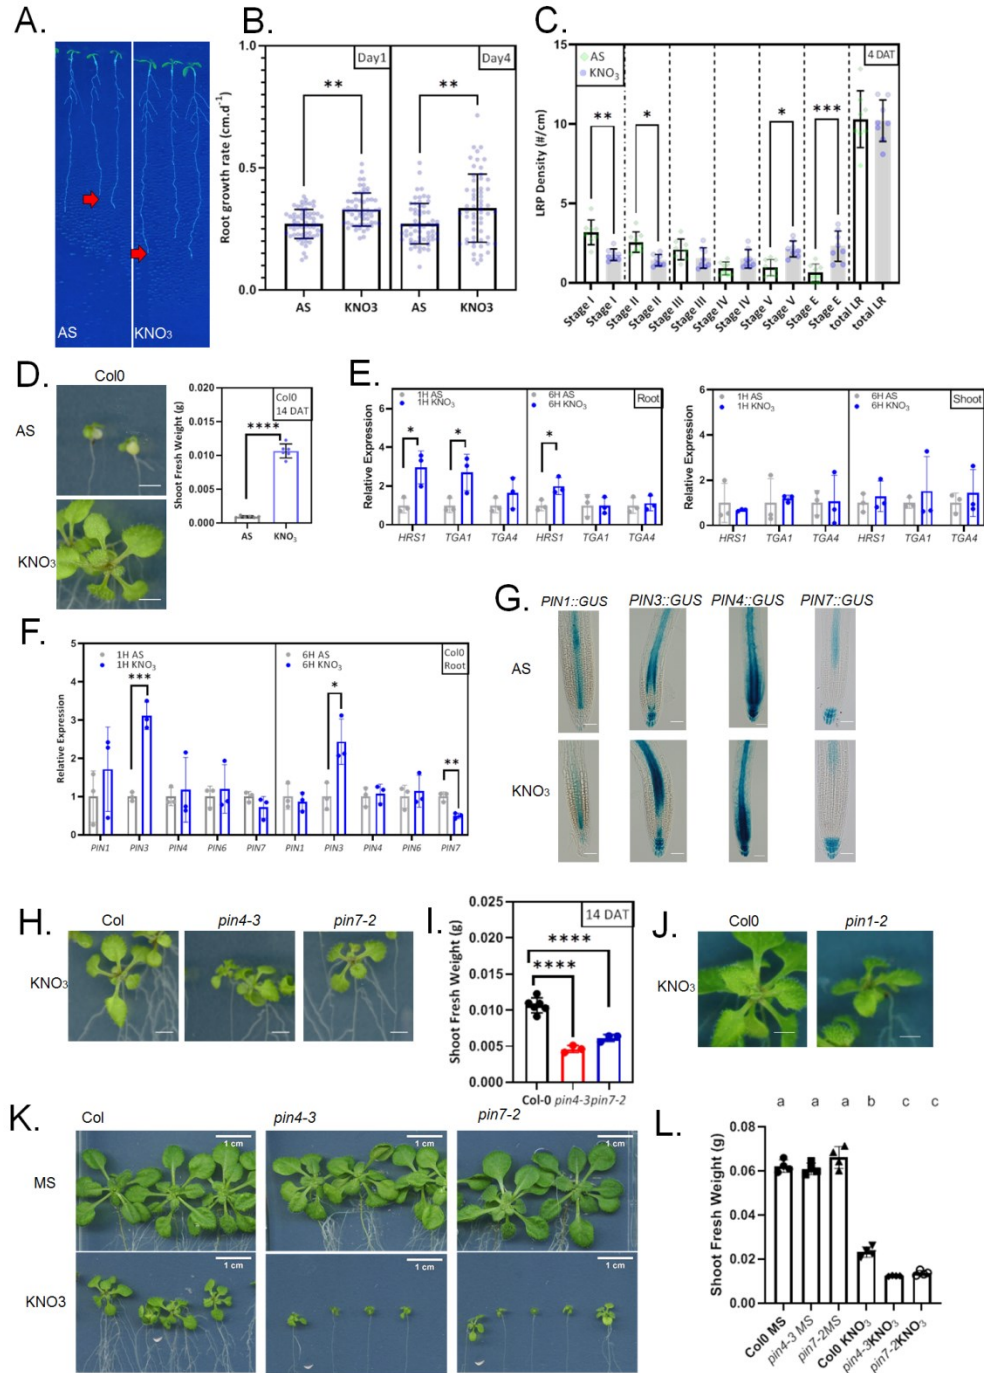 A.
AS
KNO3
B.
Root growth rate (cm.d-1)
1.0
0.5
0.0
Day1
Day4
**
**
AS
KNO3
AS
KNO3
C.
LRP Density (#/cm)
15
10
5
0
AS
KNO3
4 DAT
**
*
*
***
Stage I
Stage I
Stage II
Stage II
Stage III
Stage III
Stage IV
Stage IV
Stage V
Stage V
Stage E
Stage E
total LR
total LR
D.
Col0
AS
KNO3
Shoot Fresh Weight (g)
0.020
0.015
0.010
0.005
0.000
Col0
14 DAT
****
AS
KNO3
E.
Relative Expression
6
4
2
0
1H AS
1H KNO3
6H AS
6H KNO3
Root
*
*
*
HRS1
TGA1
TGA4
HRS1
TGA1
TGA4
Relative Expression
6
4
2
0
1H AS
1H KNO3
6H AS
6H KNO3
Shoot
HRS1
TGA1
TGA4
HRS1
TGA1
TGA4
F.
Relative Expression
5
4
3
2
1
0
1H AS
1H KNO3
6H AS
6H KNO3
Col0
Root
***
*
**
PIN1
PIN3
PIN4
PIN6
PIN7
PIN1
PIN3
PIN4
PIN6
PIN7
G.
PIN1::GUS
PIN3::GUS
PIN4::GUS
PIN7::GUS
AS
KNO3
H.
Col
pin4-3
pin7-2
KNO3
I.
Shoot Fresh Weight (g)
0.025
0.020
0.015
0.010
0.005
0.000
14 DAT
****
****
Col-0 pin4-3 pin7-2
J.
Col0
pin1-2
KNO3
K.
Col
pin4-3
pin7-2
MS
1 cm
1 cm
1 cm
KNO3
1 cm
1 cm
1 cm
L.
a a a b c c
Shoot Fresh Weight (g)
0.08
0.06
0.04
0.02
0.00
Col0 MS
pin4-3 MS
pin7-2MS
Col0 KNO3
pin4-3KNO3
pin7-2KNO3